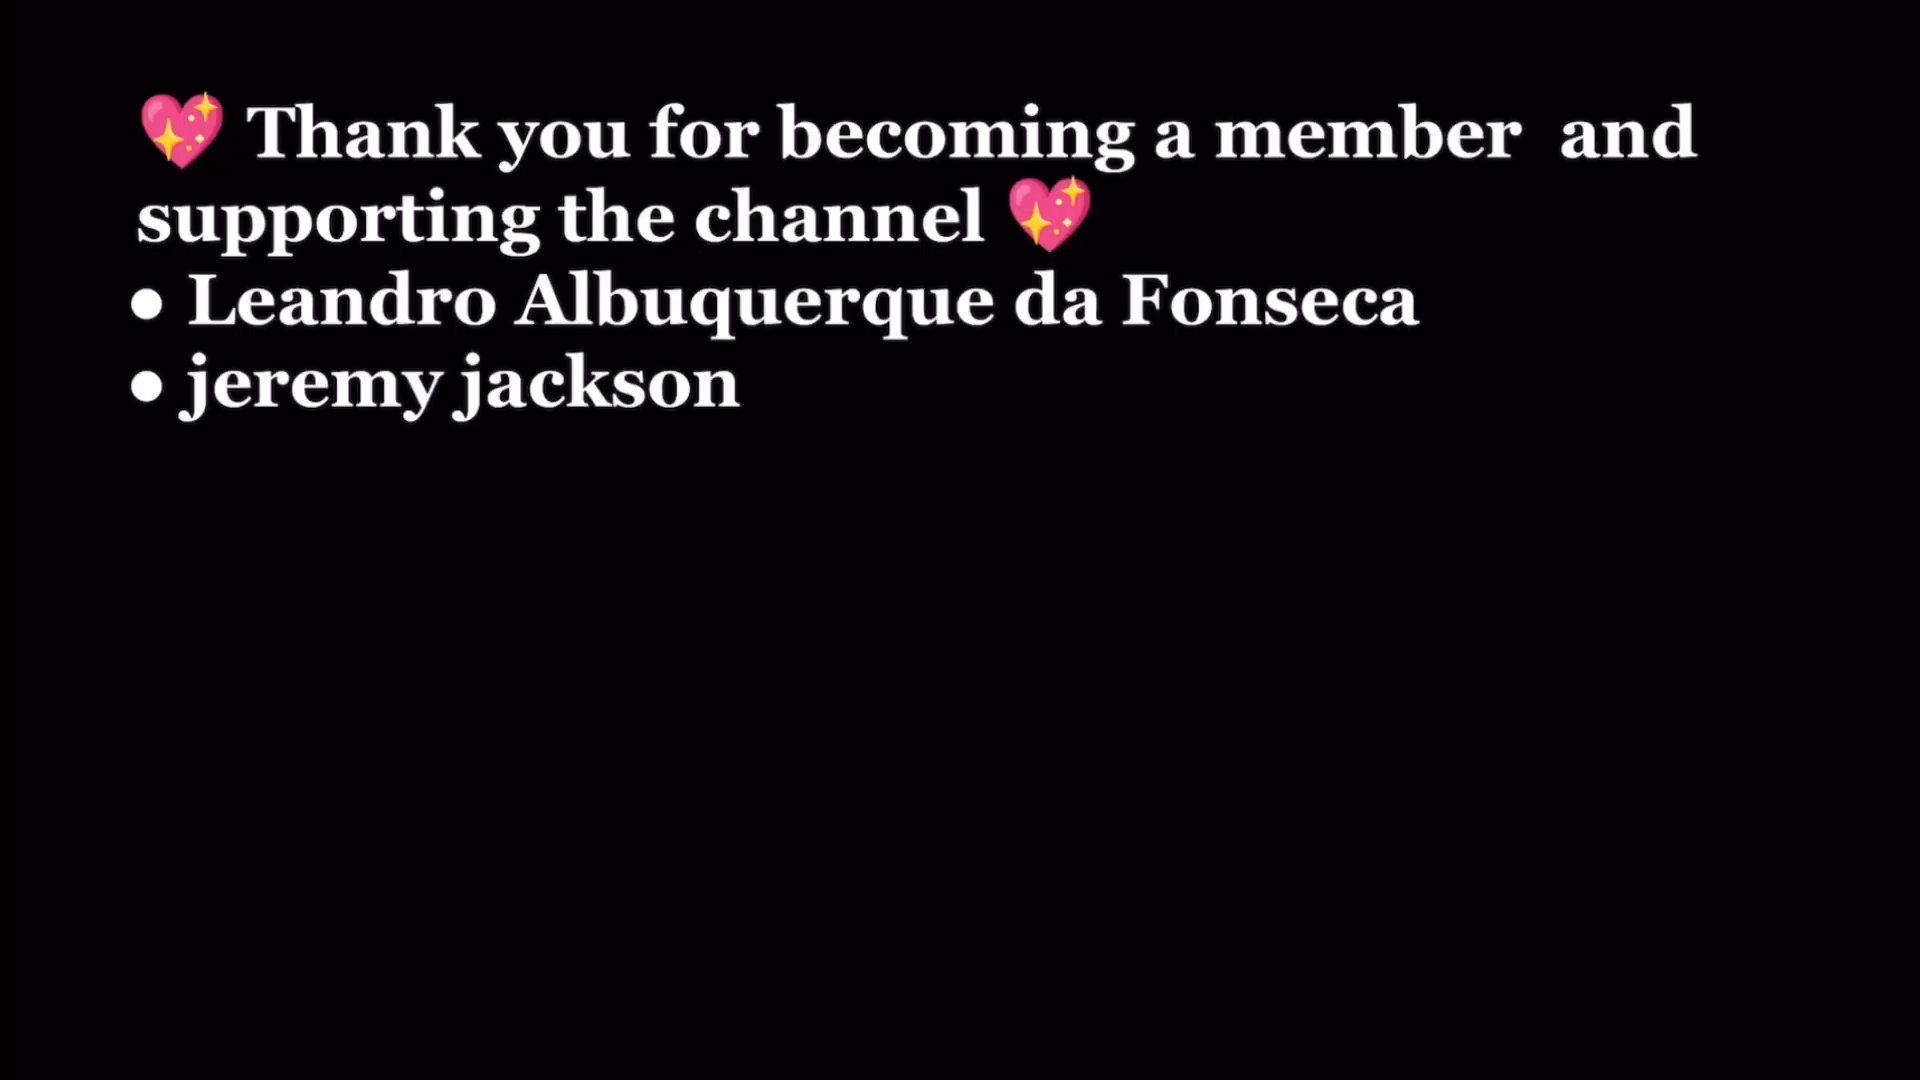 💖 Thank you for becoming a member  and
supporting the channel 💖
● Leandro Albuquerque da Fonseca
● jeremy jackson